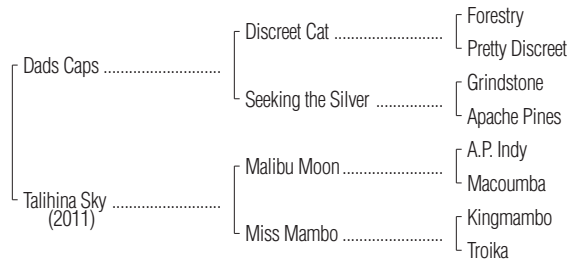 Forestry
Discreet Cat ....................
Pretty Discreet
Dads Caps ......................
Grindstone
Seeking the Silver ................
Apache Pines
A.P. Indy
Malibu Moon ........................
Macoumba
Talihina Sky ....................
(2011)
Kingmambo
Miss Mambo ........................
Troika